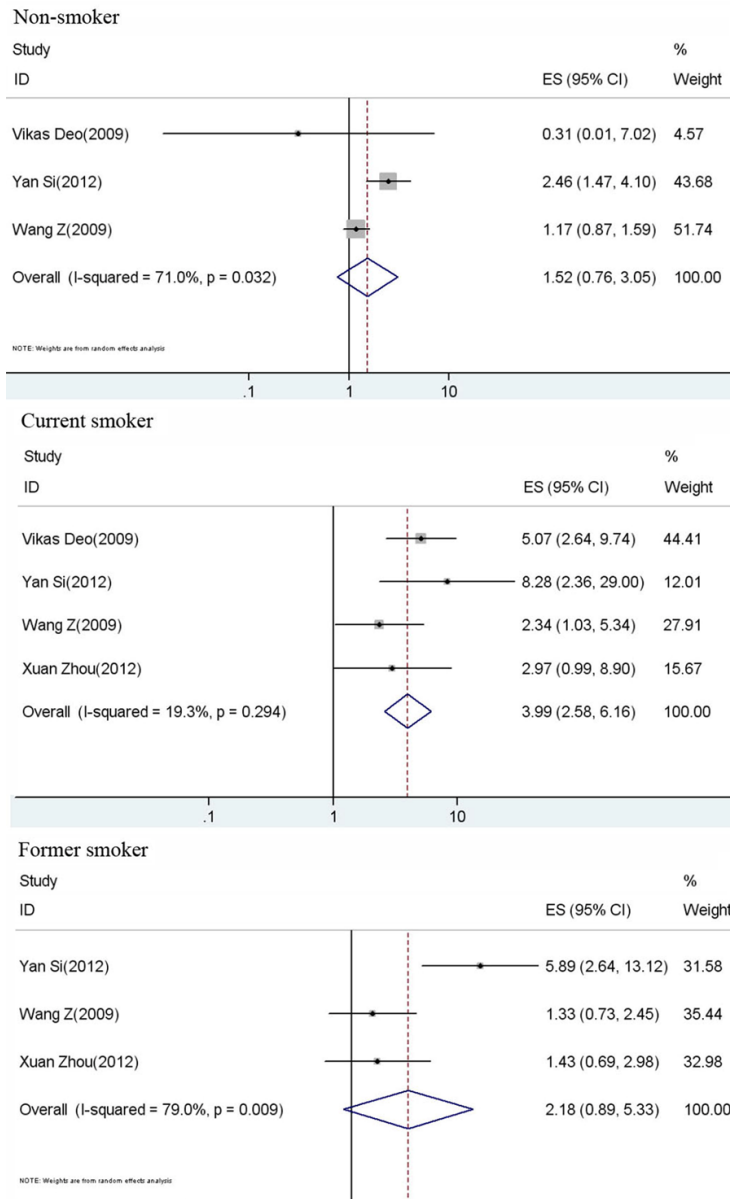 Non-smoker
Study %
ID ES (95% CI) Weight
Vikas Deo(2009) 0.31 (0.01, 7.02) 4.57
Yan Si(2012) 2.46 (1.47, 4.10) 43.68
Wang Z(2009) 1.17 (0.87, 1.59) 51.74
Overall (I-squared = 71.0%, p = 0.032) 1.52 (0.76, 3.05) 100.00
NOTE: Weights are from random effects analysis
.1 1 10
Current smoker
Study %
ID ES (95% CI) Weight
Vikas Deo(2009) 5.07 (2.64, 9.74) 44.41
Yan Si(2012) 8.28 (2.36, 29.00) 12.01
Wang Z(2009) 2.34 (1.03, 5.34) 27.91
Xuan Zhou(2012) 2.97 (0.99, 8.90) 15.67
Overall (I-squared = 19.3%, p = 0.294) 3.99 (2.58, 6.16) 100.00
.1 1 10
Former smoker
Study %
ID ES (95% CI) Weight
Yan Si(2012) 5.89 (2.64, 13.12) 31.58
Wang Z(2009) 1.33 (0.73, 2.45) 35.44
Xuan Zhou(2012) 1.43 (0.69, 2.98) 32.98
Overall (I-squared = 79.0%, p = 0.009) 2.18 (0.89, 5.33) 100.00
NOTE: Weights are from random effects analysis